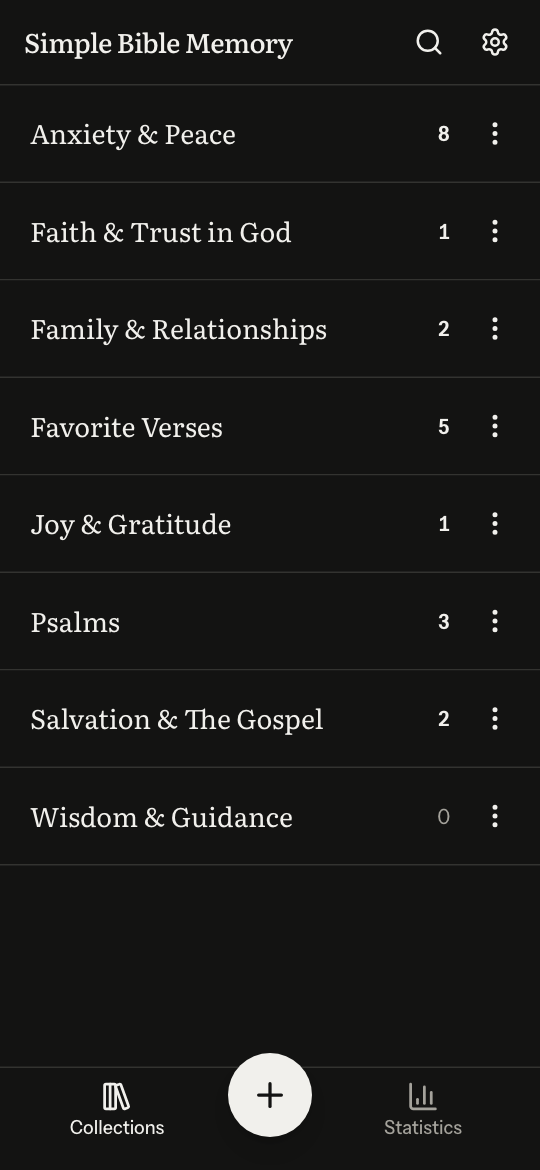 Simple Bible Memory
Anxiety & Peace 8
Faith & Trust in God 1
Family & Relationships 2
Favorite Verses 5
Joy & Gratitude 1
Psalms 3
Salvation & The Gospel 2
Wisdom & Guidance 0
Collections Statistics